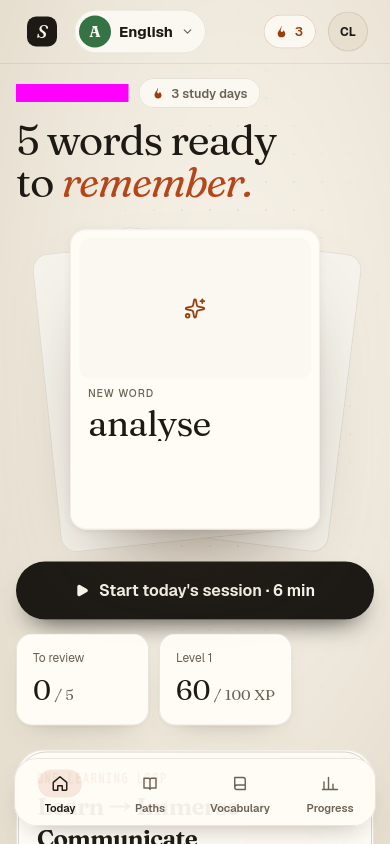 S
A English
3
CL
3 study days
5 words ready
to remember.
NEW WORD
analyse
Start today's session · 6 min
To review
0 / 5
Level 1
60 / 100 XP
Today
Paths
Vocabulary
Progress
Communicate